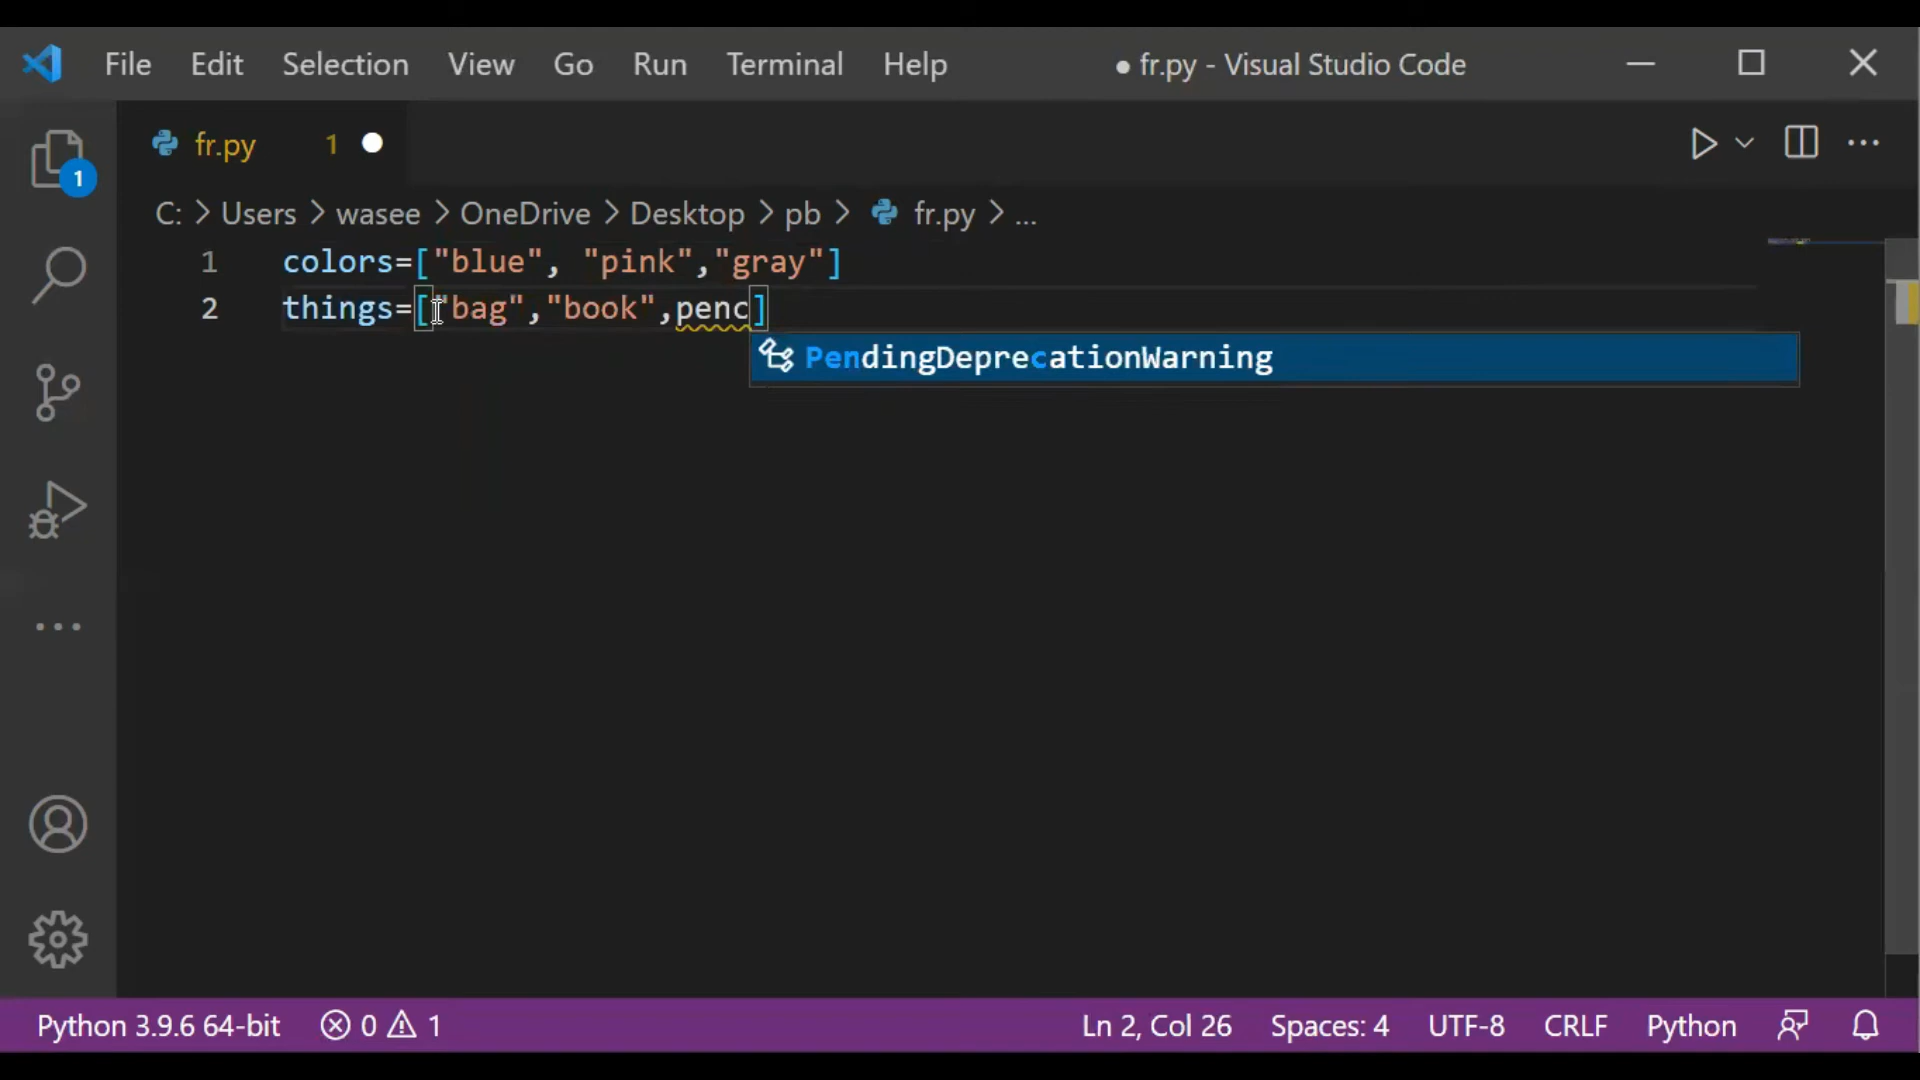 File Edit Selection View Go Run Terminal Help ● fr.py - Visual Studio Code
fr.py 1
1
C: > Users > wasee > OneDrive > Desktop > pb > fr.py > ...
1 colors=["blue", "pink","gray"]
2 things=["bag","book",penc]
PendingDeprecationWarning
Python 3.9.6 64-bit 0 1 Ln 2, Col 26 Spaces: 4 UTF-8 CRLF Python